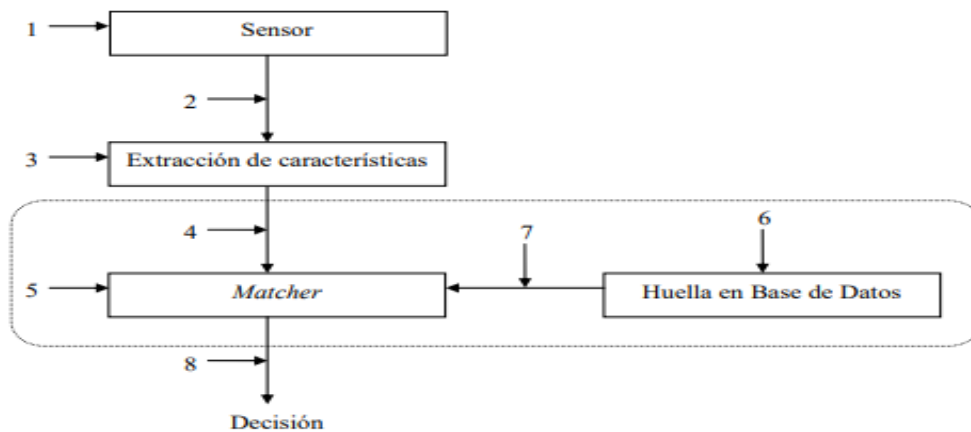 1
Sensor
2
3
Extracción de características
4
7
6
5
Matcher
Huella en Base de Datos
8
Decisión